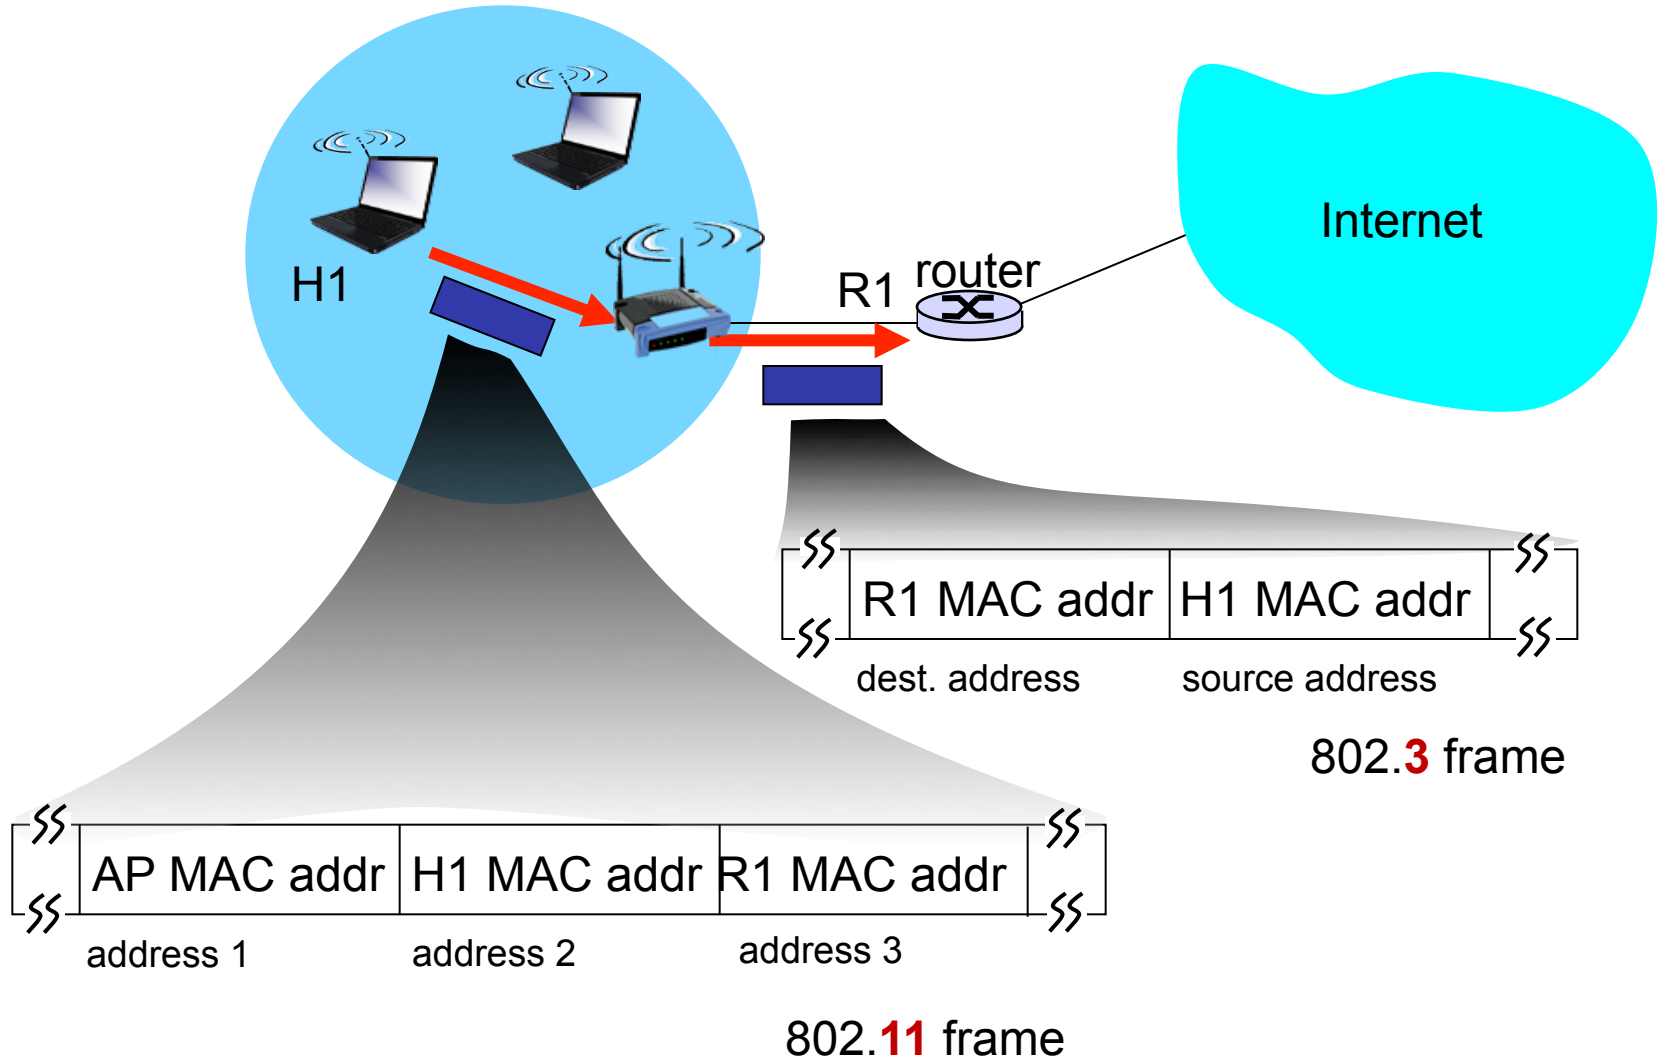 Internet
router
R1
H1
R1 MAC addr
H1 MAC addr
dest. address
source address
802.3 frame
AP MAC addr
H1 MAC addr
R1 MAC addr
address 1
address 2
address 3
802.11 frame